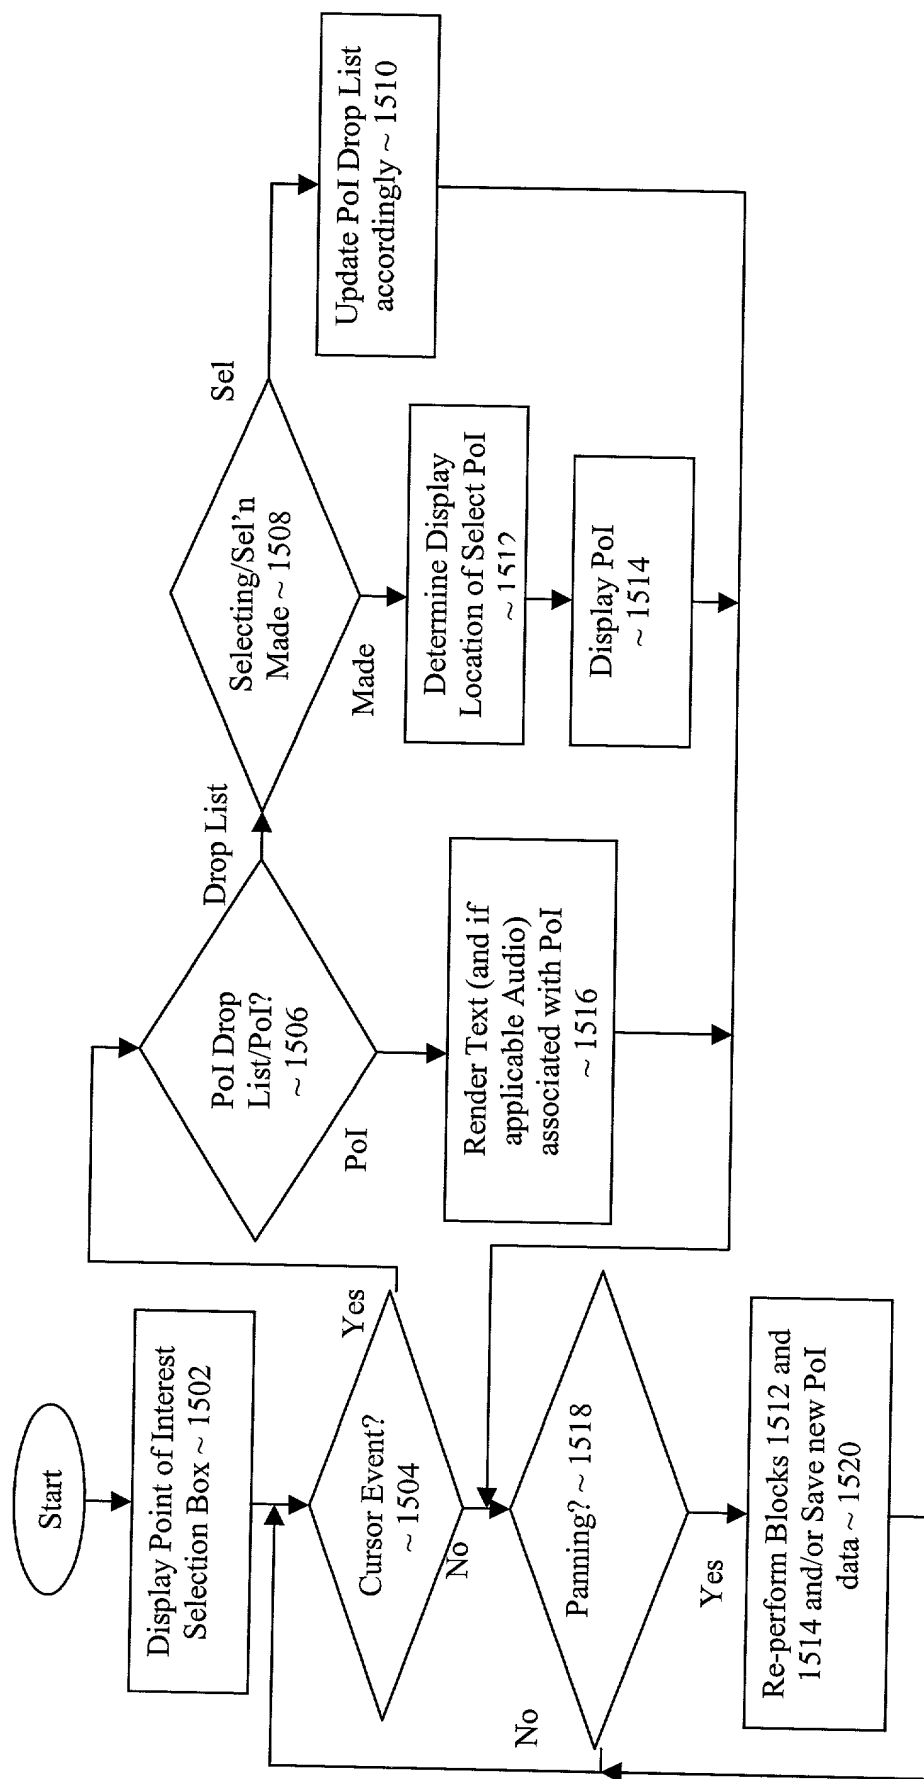 Start
Display Point of Interest
Selection Box ~ 1502
Cursor Event?
~ 1504
Yes
No
PoI Drop
List/PoI?
~ 1506
Drop List
PoI
Selecting/Sel'n
Made ~ 1508
Sel
Made
Update PoI Drop List
accordingly ~ 1510
Determine Display
Location of Select PoI
~ 1512
Display PoI
~ 1514
Render Text (and if
applicable Audio)
associated with PoI
~ 1516
Panning? ~ 1518
No
Yes
Re-perform Blocks 1512 and
1514 and/or Save new PoI
data ~ 1520